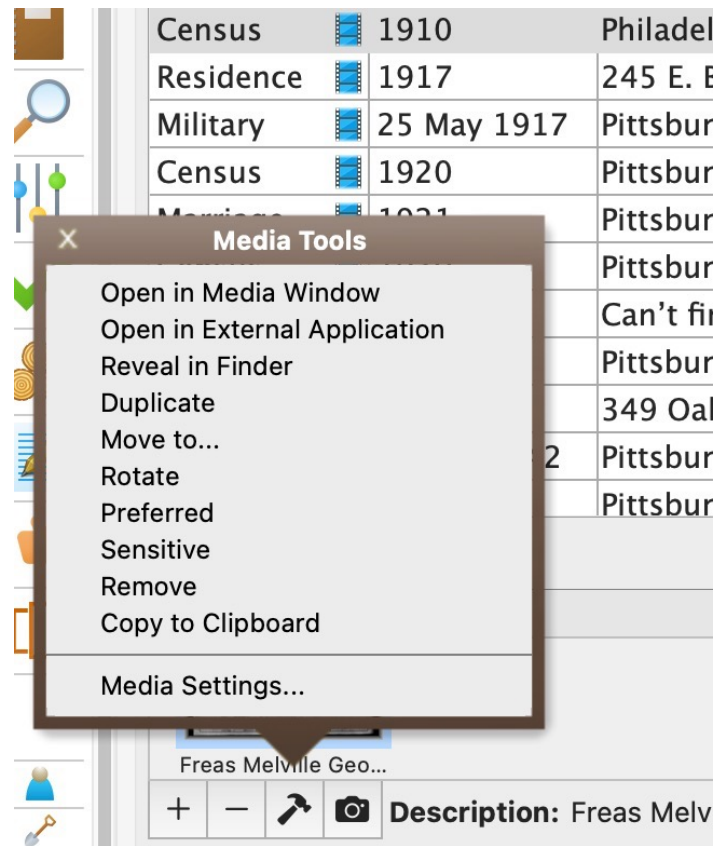 Census 1910 Philadel
Residence 1917 245 E. B
Military 25 May 1917 Pittsbur
Census 1920 Pittsbur
Marriage 1921 Pittsbur
X Media Tools
Pittsbur
Open in Media Window
Can't fi
Open in External Application
Reveal in Finder
Pittsbur
Duplicate
349 Oal
Move to...
2 Pittsbur
Rotate
Preferred
Pittsbur
Sensitive
Remove
Copy to Clipboard
Media Settings...
Freas Melville Geo...
+ − Description: Freas Melv